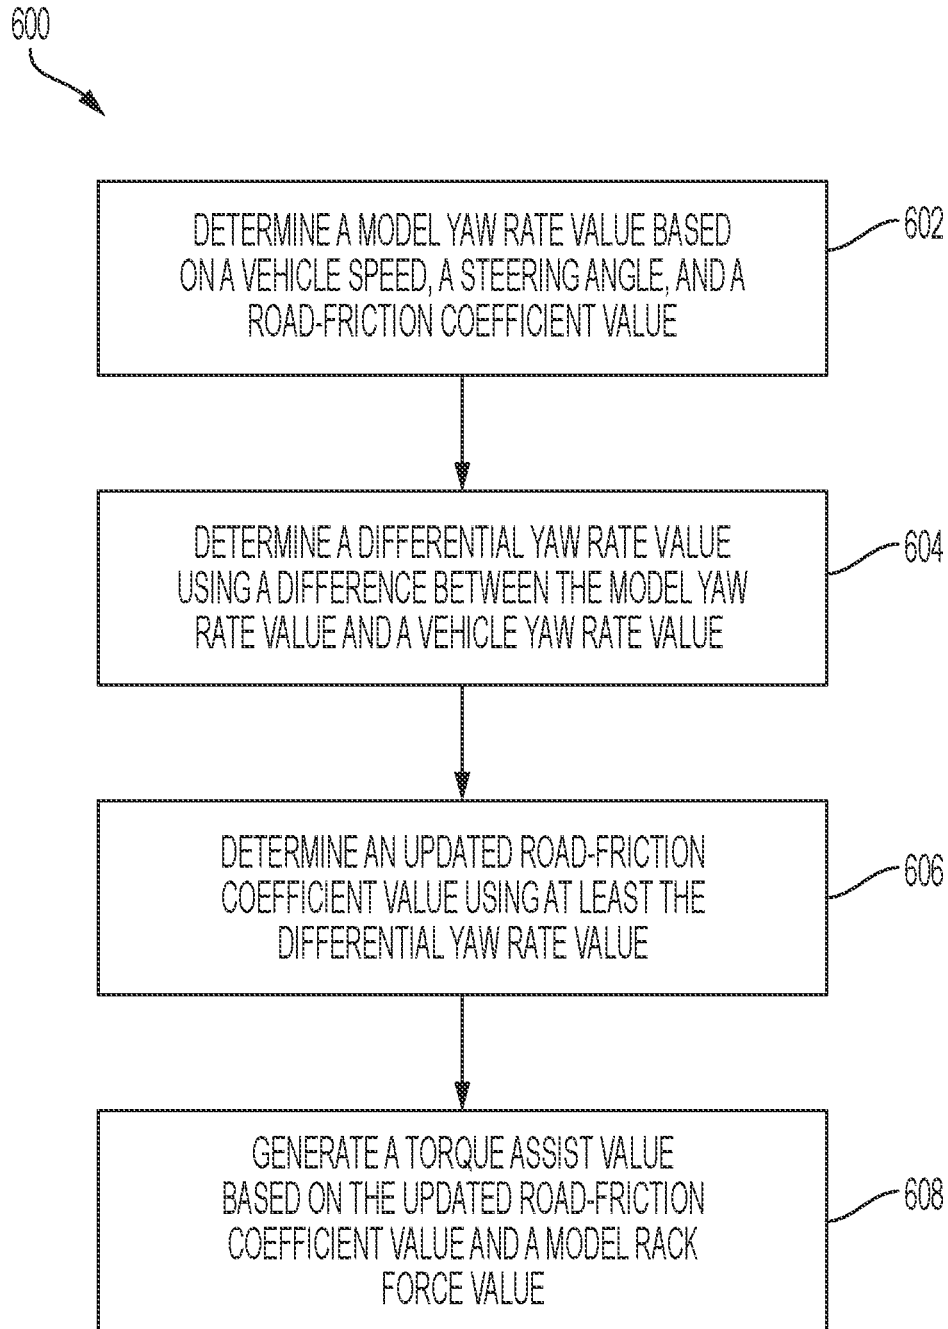 600
DETERMINE A MODEL YAW RATE VALUE BASED
ON A VEHICLE SPEED, A STEERING ANGLE, AND A
ROAD-FRICTION COEFFICIENT VALUE
602
DETERMINE A DIFFERENTIAL YAW RATE VALUE
USING A DIFFERENCE BETWEEN THE MODEL YAW
RATE VALUE AND A VEHICLE YAW RATE VALUE
604
DETERMINE AN UPDATED ROAD-FRICTION
COEFFICIENT VALUE USING AT LEAST THE
DIFFERENTIAL YAW RATE VALUE
606
GENERATE A TORQUE ASSIST VALUE
BASED ON THE UPDATED ROAD-FRICTION
COEFFICIENT VALUE AND A MODEL RACK
FORCE VALUE
608